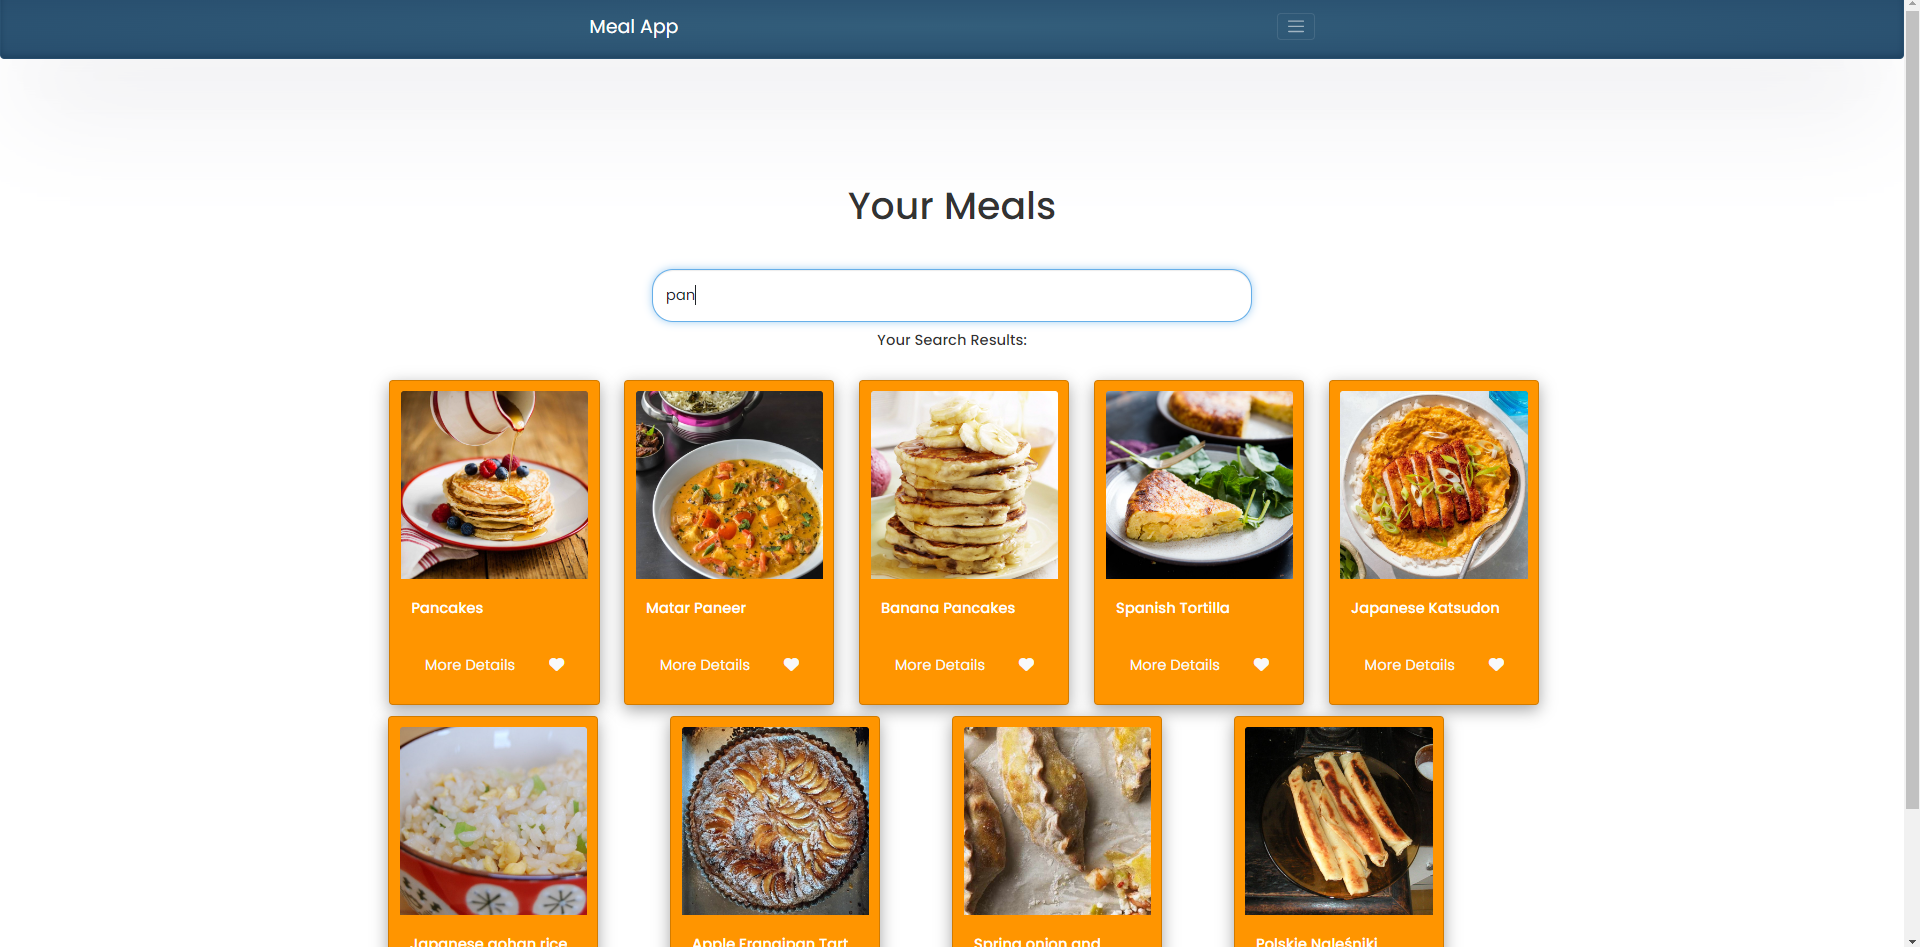 Meal App
Your Meals
pan
Your Search Results:
Pancakes
Matar Paneer
Banana Pancakes
Spanish Tortilla
Japanese Katsudon
More Details
More Details
More Details
More Details
More Details
Japanese gohan rice
Apple Frangipan Tart
Spring onion and
Polskie Naleśniki